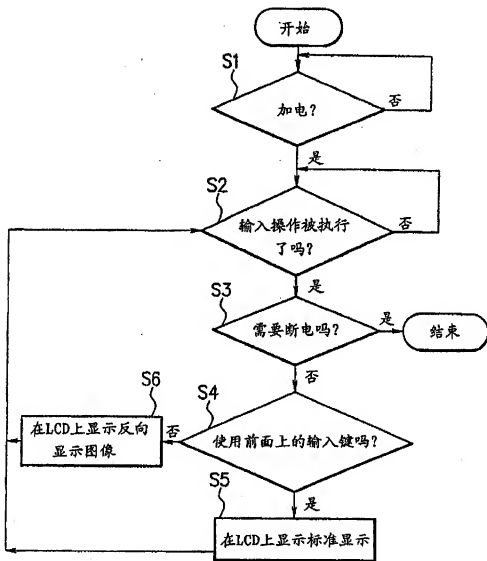 开始
S1
加电?
否
是
S2
输入操作被执行
了吗?
否
是
S3
需要断电吗?
是
结束
否
S6
S4
在LCD上显示反向
显示图像
否
使用前面上的输入键吗?
S5
是
在LCD上显示标准显示